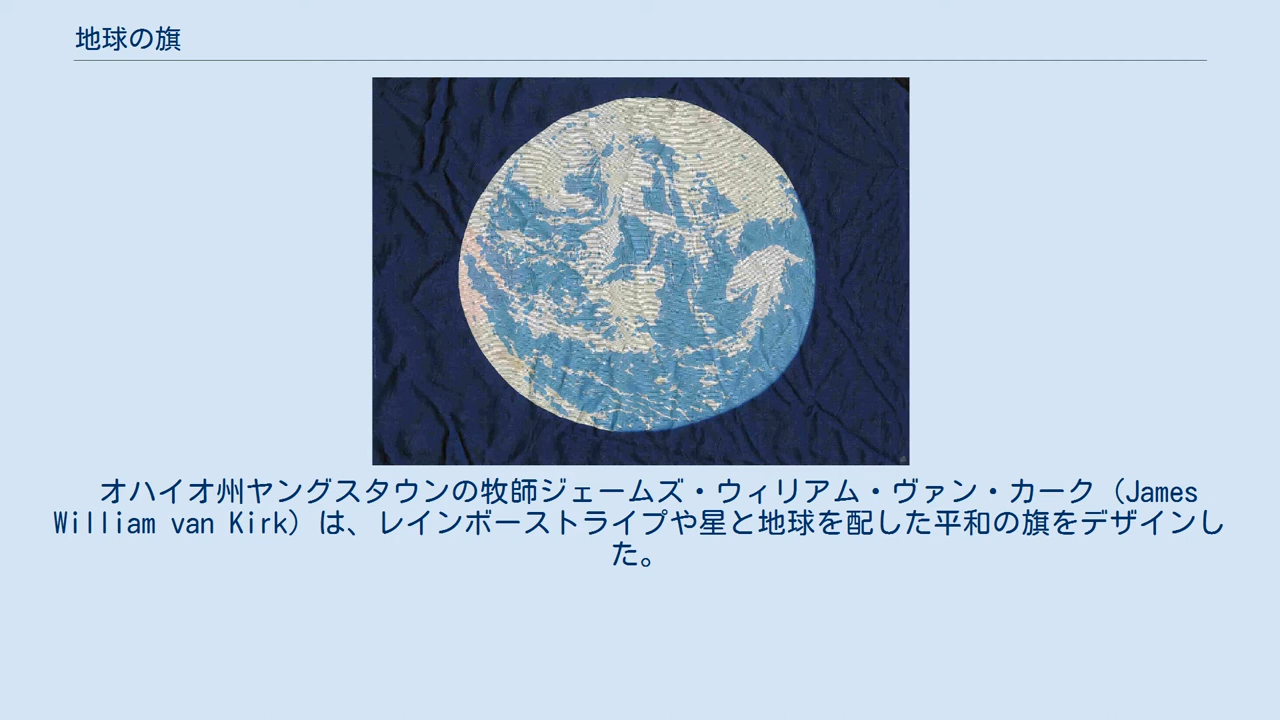 地球の旗
オハイオ州ヤングスタウンの牧師ジェームズ・ウィリアム・ヴァン・カーク（James
William van Kirk）は、レインボーストライプや星と地球を配した平和の旗をデザインし
た。